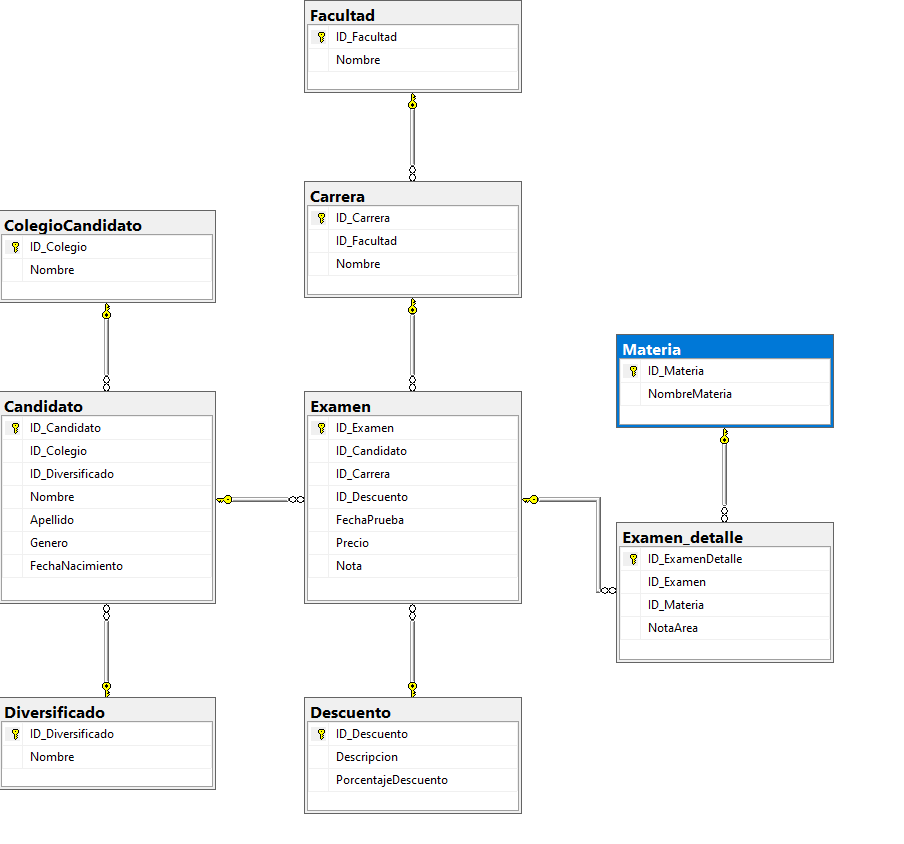 Facultad
ID_Facultad
Nombre
Carrera
ID_Carrera
ID_Facultad
Nombre
ColegioCandidato
ID_Colegio
Nombre
Candidato
ID_Candidato
ID_Colegio
ID_Diversificado
Nombre
Apellido
Genero
FechaNacimiento
Examen
ID_Examen
ID_Candidato
ID_Carrera
ID_Descuento
FechaPrueba
Precio
Nota
Materia
ID_Materia
NombreMateria
Examen_detalle
ID_ExamenDetalle
ID_Examen
ID_Materia
NotaArea
Diversificado
ID_Diversificado
Nombre
Descuento
ID_Descuento
Descripcion
PorcentajeDescuento